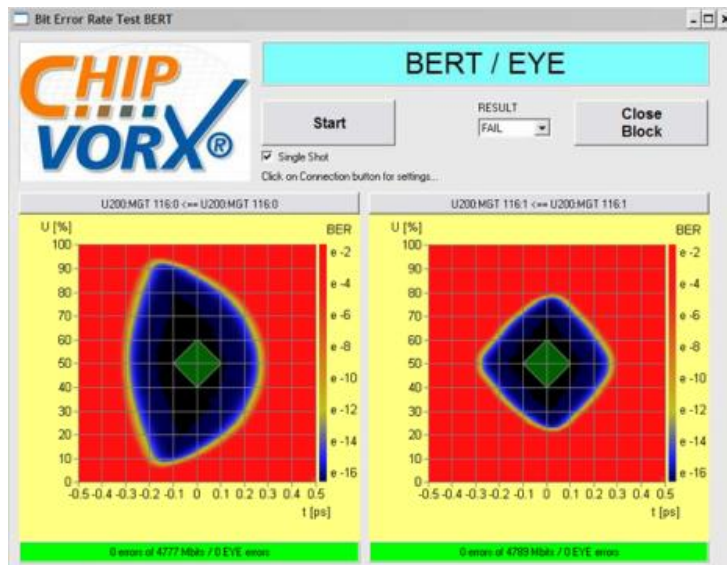 Bit Error Rate Test BERT
CHIP
VORX®
BERT / EYE
Start
RESULT
FAIL
Close
Block
Single Shot
Click on Connection button for settings...
U200:MGT 116:0 <== U200:MGT 116:0
U [%]
BER
100
90
80
70
60
50
40
30
20
10
0
e -2
e -4
e -6
e -8
e -10
e -12
e -14
e -16
-0.5 -0.4 -0.3 -0.2 -0.1 0 0.1 0.2 0.3 0.4 0.5
t [ps]
0 errors of 4777 Mbits / 0 EYE errors
U200:MGT 116:1 <== U200:MGT 116:1
U [%]
BER
100
90
80
70
60
50
40
30
20
10
0
e -2
e -4
e -6
e -8
e -10
e -12
e -14
e -16
-0.5 -0.4 -0.3 -0.2 -0.1 0 0.1 0.2 0.3 0.4 0.5
t [ps]
0 errors of 4789 Mbits / 0 EYE errors